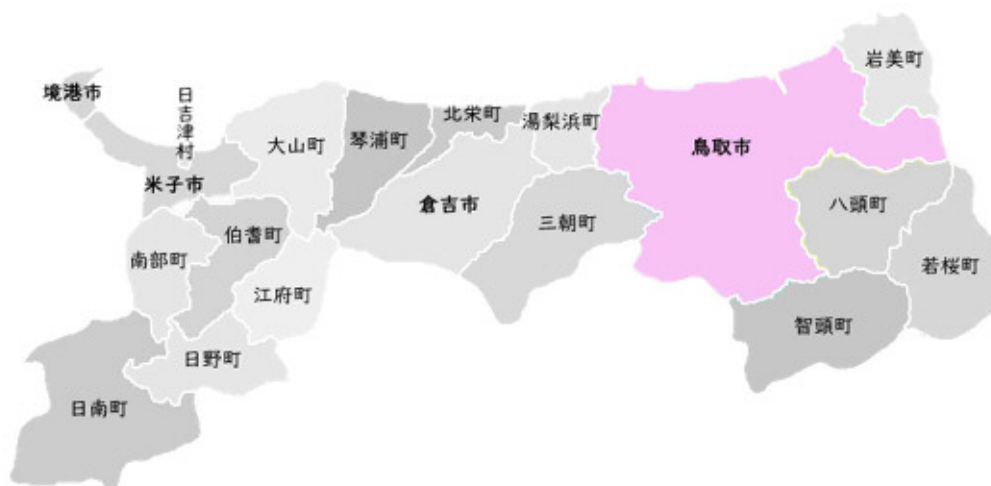 岩美町
境港市
日吉津村
北栄町
湯梨浜町
大山町
琴浦町
鳥取市
米子市
倉吉市
八頭町
三朝町
伯耆町
南部町
若桜町
江府町
智頭町
日野町
日南町